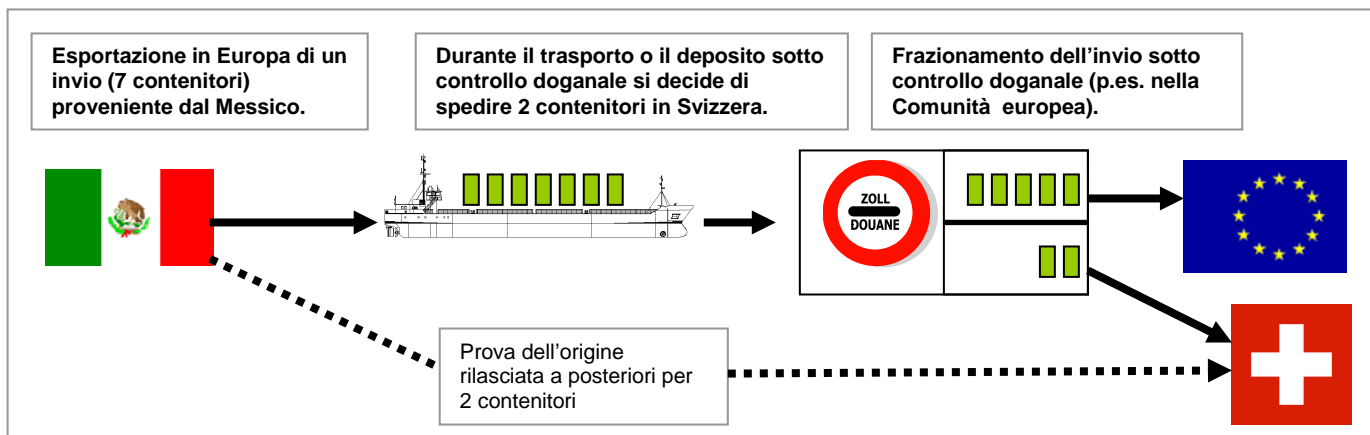 Esportazione in Europa di un
invio (7 contenitori)
proveniente dal Messico.
Durante il trasporto o il deposito sotto
controllo doganale si decide di
spedire 2 contenitori in Svizzera.
Frazionamento dell'invio sotto
controllo doganale (p.es. nella
Comunità europea).
ZOLL
DOUANE
Prova dell'origine
rilasciata a posteriori per
2 contenitori